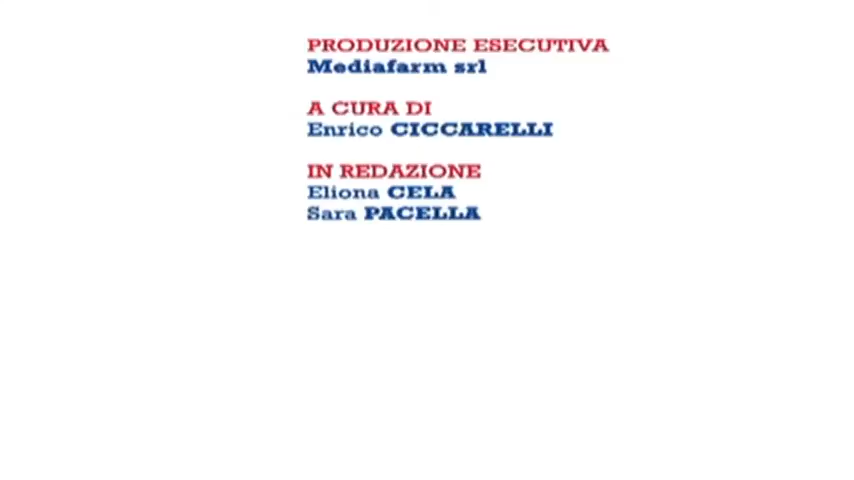 PRODUZIONE ESECUTIVA
Mediafarm srl
A CURA DI
Enrico CICCARELLI
IN REDAZIONE
Eliona CELA
Sara PACELLA